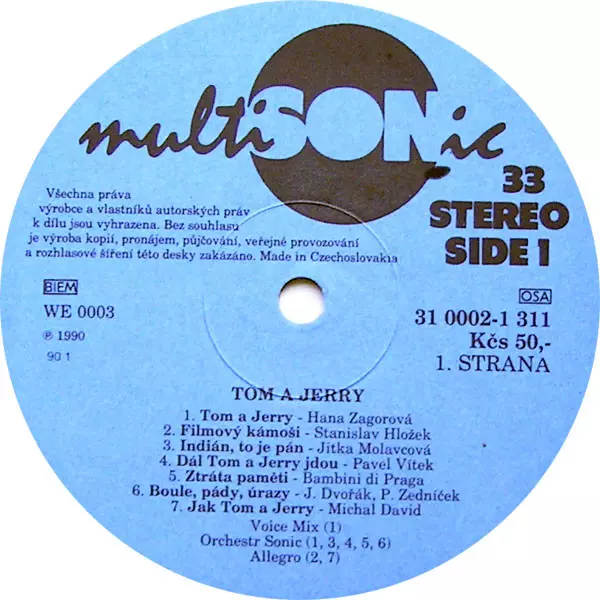 multiSONic
33
STEREO
SIDE 1
Všechna práva
výrobce a vlastníků autorských práv
k dílu jsou vyhrazena. Bez souhlasu
je výroba kopií, pronájem, půjčování, veřejné provozování
a rozhlasové šíření této desky zakázáno. Made in Czechoslovakia
BIEM
OSA
WE 0003
31 0002-1 311
℗ 1990
Kčs 50,-
90 1
1. STRANA
TOM A JERRY
1. Tom a Jerry - Hana Zagorová
2. Filmový kámoši - Stanislav Hložek
3. Indián, to je pán - Jitka Molavcová
4. Dál Tom a Jerry jdou - Pavel Vítek
5. Ztráta paměti - Bambini di Praga
6. Boule, pády, úrazy - J. Dvořák, P. Zedníček
7. Jak Tom a Jerry - Michal David
Voice Mix (1)
Orchestr Sonic (1, 3, 4, 5, 6)
Allegro (2, 7)